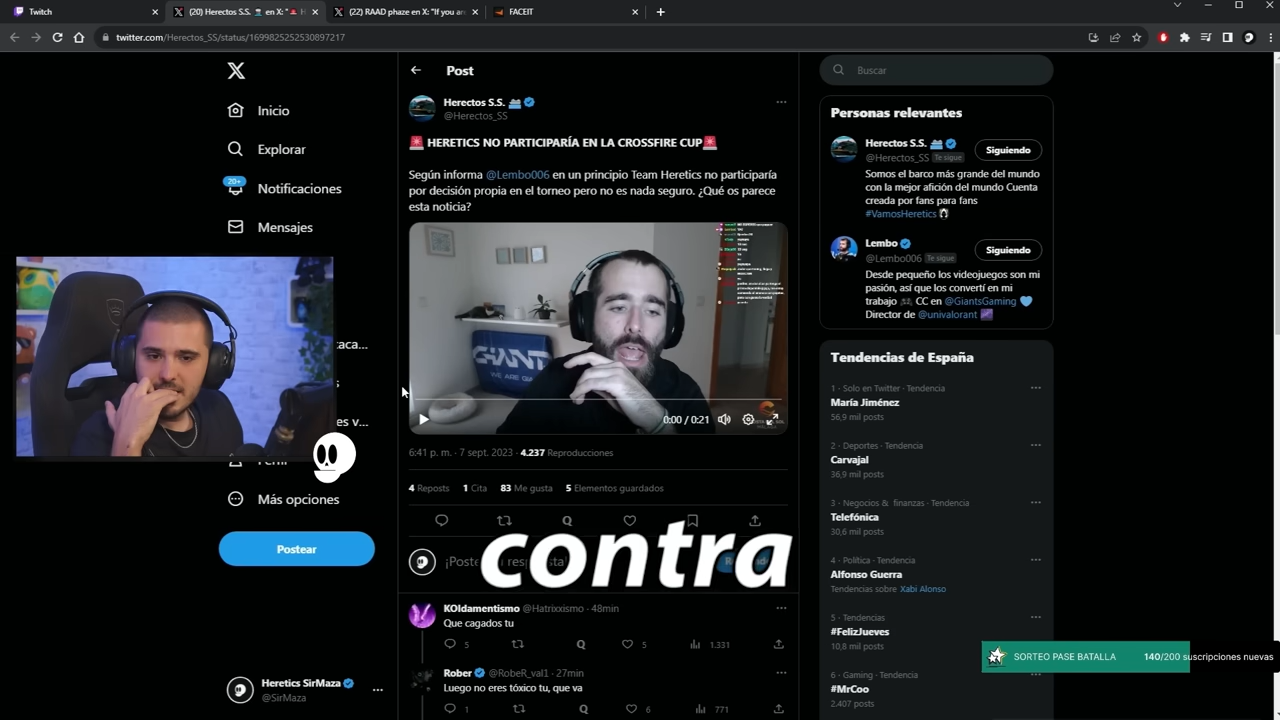 Twitch
(20) Herectos S.S. en X: "
(22) RAAD phaze en X: "If you are
FACEIT
twitter.com/Herectos_SS/status/1699825252530897217
Inicio
Explorar
20+
Notificaciones
Mensajes
Más opciones
Postear
Heretics SirMaza
@SirMaza
Post
Herectos S.S.
@Herectos_SS
HERETICS NO PARTICIPARÍA EN LA CROSSFIRE CUP
Según informa @Lembo006 en un principio Team Heretics no participaría
por decisión propia en el torneo pero no es nada seguro. ¿Qué os parece
esta noticia?
GIANT
WE ARE GIA
0:00 / 0:21
6:41 p. m. · 7 sept. 2023 · 4.237 Reproducciones
4 Reposts 1 Cita 83 Me gusta 5 Elementos guardados
contra
KOIdamentismo @Hatrixxismo · 48min
Que cagados tu
5 5 1.331
Rober @RobeR_val1 · 27min
Luego no eres tóxico tu, que va
1 6 771
Buscar
Personas relevantes
Herectos S.S.
@Herectos_SS Te sigue
Siguiendo
Somos el barco más grande del mundo
con la mejor afición del mundo Cuenta
creada por fans para fans
#VamosHeretics
Lembo
@Lembo006 Te sigue
Siguiendo
Desde pequeño los videojuegos son mi
pasión, así que los convertí en mi
trabajo CC en @GiantsGaming
Director de @univalorant
Tendencias de España
1 · Solo en Twitter · Tendencia
María Jiménez
56,9 mil posts
2 · Deportes · Tendencia
Carvajal
36,9 mil posts
3 · Negocios & finanzas · Tendencia
Telefónica
30,6 mil posts
4 · Política · Tendencia
Alfonso Guerra
Tendencias sobre Xabi Alonso
5 · Tendencias
#FelizJueves
10,8 mil posts
6 · Gaming · Tendencia
#MrCoo
2.407 posts
SORTEO PASE BATALLA 140/200 suscripciones nuevas